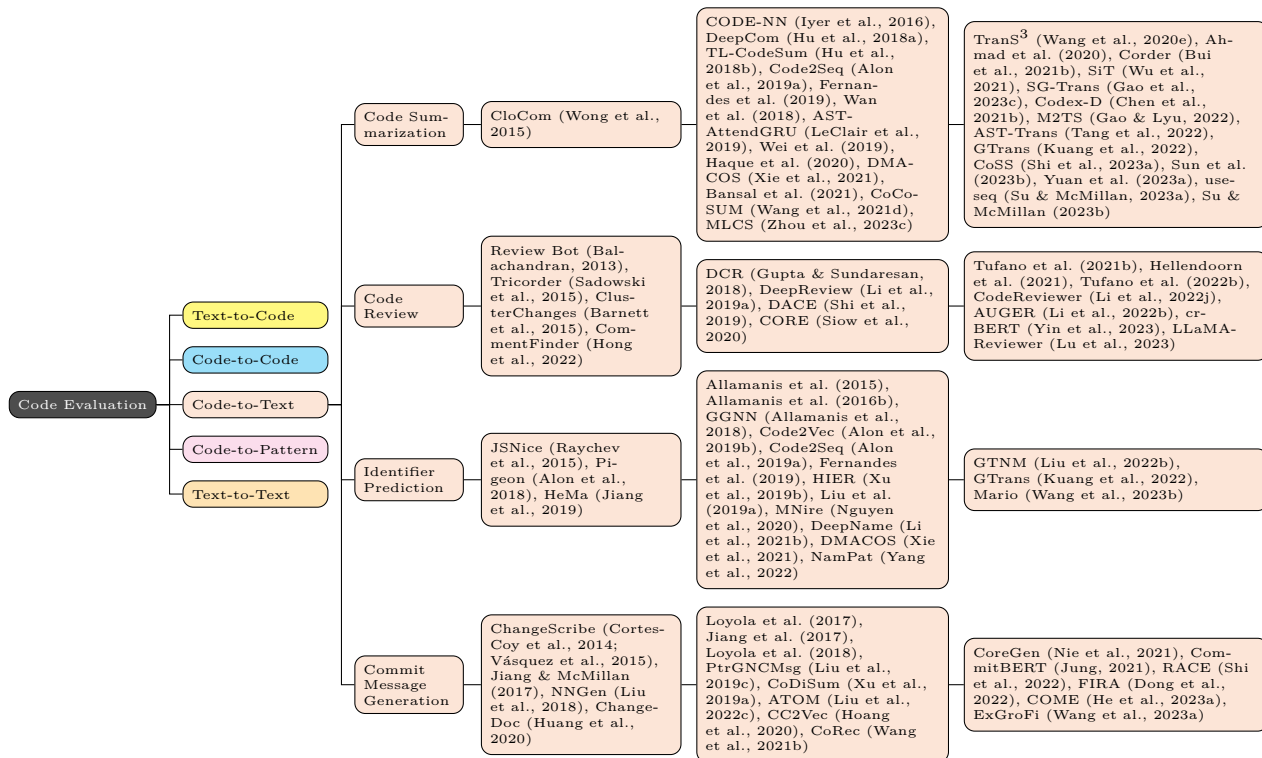 Code Evaluation
Text-to-Code
Code-to-Code
Code-to-Text
Code-to-Pattern
Text-to-Text
Code Sum-
marization
CloCom (Wong et al.,
2015)
CODE-NN (Iyer et al., 2016),
DeepCom (Hu et al., 2018a),
TL-CodeSum (Hu et al.,
2018b), Code2Seq (Alon
et al., 2019a), Fernan-
des et al. (2019), Wan
et al. (2018), AST-
AttendGRU (LeClair et al.,
2019), Wei et al. (2019),
Haque et al. (2020), DMA-
COS (Xie et al., 2021),
Bansal et al. (2021), CoCo-
SUM (Wang et al., 2021d),
MLCS (Zhou et al., 2023c)
TranS³ (Wang et al., 2020e), Ah-
mad et al. (2020), Corder (Bui
et al., 2021b), SiT (Wu et al.,
2021), SG-Trans (Gao et al.,
2023c), Codex-D (Chen et al.,
2021b), M2TS (Gao & Lyu, 2022),
AST-Trans (Tang et al., 2022),
GTrans (Kuang et al., 2022),
CoSS (Shi et al., 2023a), Sun et al.
(2023b), Yuan et al. (2023a), use-
seq (Su & McMillan, 2023a), Su &
McMillan (2023b)
Code
Review
Review Bot (Bal-
achandran, 2013),
Tricorder (Sadowski
et al., 2015), Clus-
terChanges (Barnett
et al., 2015), Com-
mentFinder (Hong
et al., 2022)
DCR (Gupta & Sundaresan,
2018), DeepReview (Li et al.,
2019a), DACE (Shi et al.,
2019), CORE (Siow et al.,
2020)
Tufano et al. (2021b), Hellendoorn
et al. (2021), Tufano et al. (2022b),
CodeReviewer (Li et al., 2022j),
AUGER (Li et al., 2022b), cr-
BERT (Yin et al., 2023), LLaMA-
Reviewer (Lu et al., 2023
Identifier
Prediction
JSNice (Raychev
et al., 2015), Pi-
geon (Alon et al.,
2018), HeMa (Jiang
et al., 2019)
Allamanis et al. (2015),
Allamanis et al. (2016b),
GGNN (Allamanis et al.,
2018), Code2Vec (Alon et al.,
2019b), Code2Seq (Alon
et al., 2019a), Fernandes
et al. (2019), HIER (Xu
et al., 2019b), Liu et al.
(2019a), MNire (Nguyen
et al., 2020), DeepName (Li
et al., 2021b), DMACOS (Xie
et al., 2021), NamPat (Yang
et al., 2022)
GTNM (Liu et al., 2022b),
GTrans (Kuang et al., 2022),
Mario (Wang et al., 2023b)
Commit
Message
Generation
ChangeScribe (Cortes-
Coy et al., 2014;
Vásquez et al., 2015),
Jiang & McMillan
(2017), NNGen (Liu
et al., 2018), Change-
Doc (Huang et al.,
2020)
Loyola et al. (2017),
Jiang et al. (2017),
Loyola et al. (2018),
PtrGNCMsg (Liu et al.,
2019c), CoDiSum (Xu et al.,
2019a), ATOM (Liu et al.,
2022c), CC2Vec (Hoang
et al., 2020), CoRec (Wang
et al., 2021b)
CoreGen (Nie et al., 2021), Com-
mitBERT (Jung, 2021), RACE (Shi
et al., 2022), FIRA (Dong et al.,
2022), COME (He et al., 2023a),
ExGroFi (Wang et al., 2023a)